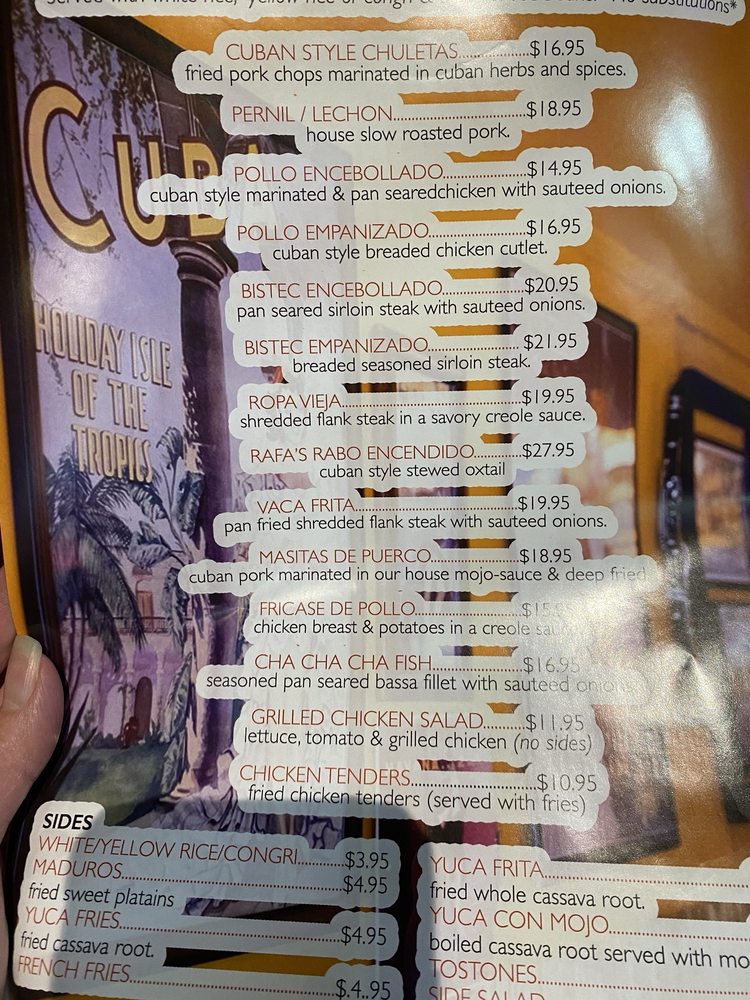 CUBAN STYLE CHULETAS..................$16.95
fried pork chops marinated in cuban herbs and spices.
PERNIL / LECHON..........................$18.95
house slow roasted pork.
POLLO ENCEBOLLADO................$14.95
cuban style marinated & pan searedchicken with sauteed onions.
POLLO EMPANIZADO...................$16.95
cuban style breaded chicken cutlet.
BISTEC ENCEBOLLADO................$20.95
pan seared sirloin steak with sauteed onions.
BISTEC EMPANIZADO.................. $21.95
breaded seasoned sirloin steak.
ROPA VIEJA...................................$19.95
shredded flank steak in a savory creole sauce.
RAFA'S RABO ENCENDIDO...........$27.95
cuban style stewed oxtail
VACA FRITA................................$19.95
pan fried shredded flank steak with sauteed onions.
MASITAS DE PUERCO.................$18.95
cuban pork marinated in our house mojo-sauce & deep fried
FRICASE DE POLLO.....................
chicken breast & potatoes in a creole
CHA CHA CHA FISH..................$16.95
seasoned pan seared bassa fillet with sauteed onions.
GRILLED CHICKEN SALAD........$11.95
lettuce, tomato & grilled chicken (no sides)
CHICKEN TENDERS.........................$10.95
fried chicken tenders (served with fries)
CUBA
HOLIDAY ISLE
OF THE
TROPICS
SIDES
WHITE/YELLOW RICE/CONGRI...........$3.95
MADUROS...............................................$4.95
fried sweet platains
YUCA FRIES..............................................$4.95
fried cassava root.
FRENCH FRIES.........................................$.4..95
YUCA FRITA...........................................
fried whole cassava root.
YUCA CON MOJO.............................
boiled cassava root served with
TOSTONES...........................................
SIDE SALAD